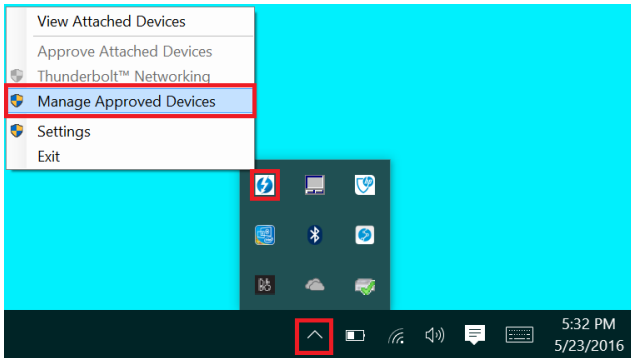 View Attached Devices
Approve Attached Devices
Thunderbolt™ Networking
Manage Approved Devices
Settings
Exit
hp
B&O
5:32 PM
5/23/2016